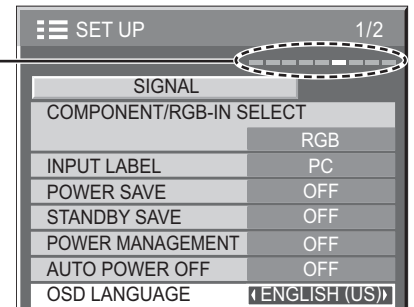 SET UP 1/2
SIGNAL
COMPONENT/RGB-IN SELECT
RGB
INPUT LABEL PC
POWER SAVE OFF
STANDBY SAVE OFF
POWER MANAGEMENT OFF
AUTO POWER OFF OFF
OSD LANGUAGE ENGLISH (US)